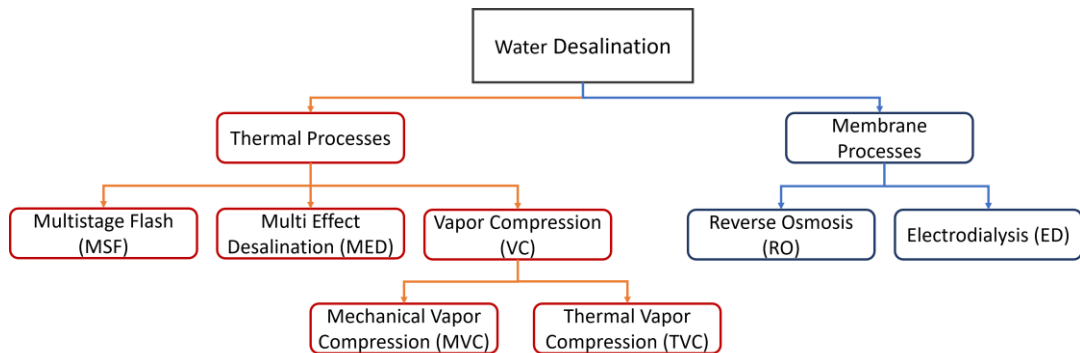 Water Desalination
Thermal Processes
Membrane
Processes
Multistage Flash
(MSF)
Multi Effect
Desalination (MED)
Vapor Compression
(VC)
Reverse Osmosis
(RO)
Electrodialysis (ED)
Mechanical Vapor
Compression (MVC)
Thermal Vapor
Compression (TVC)